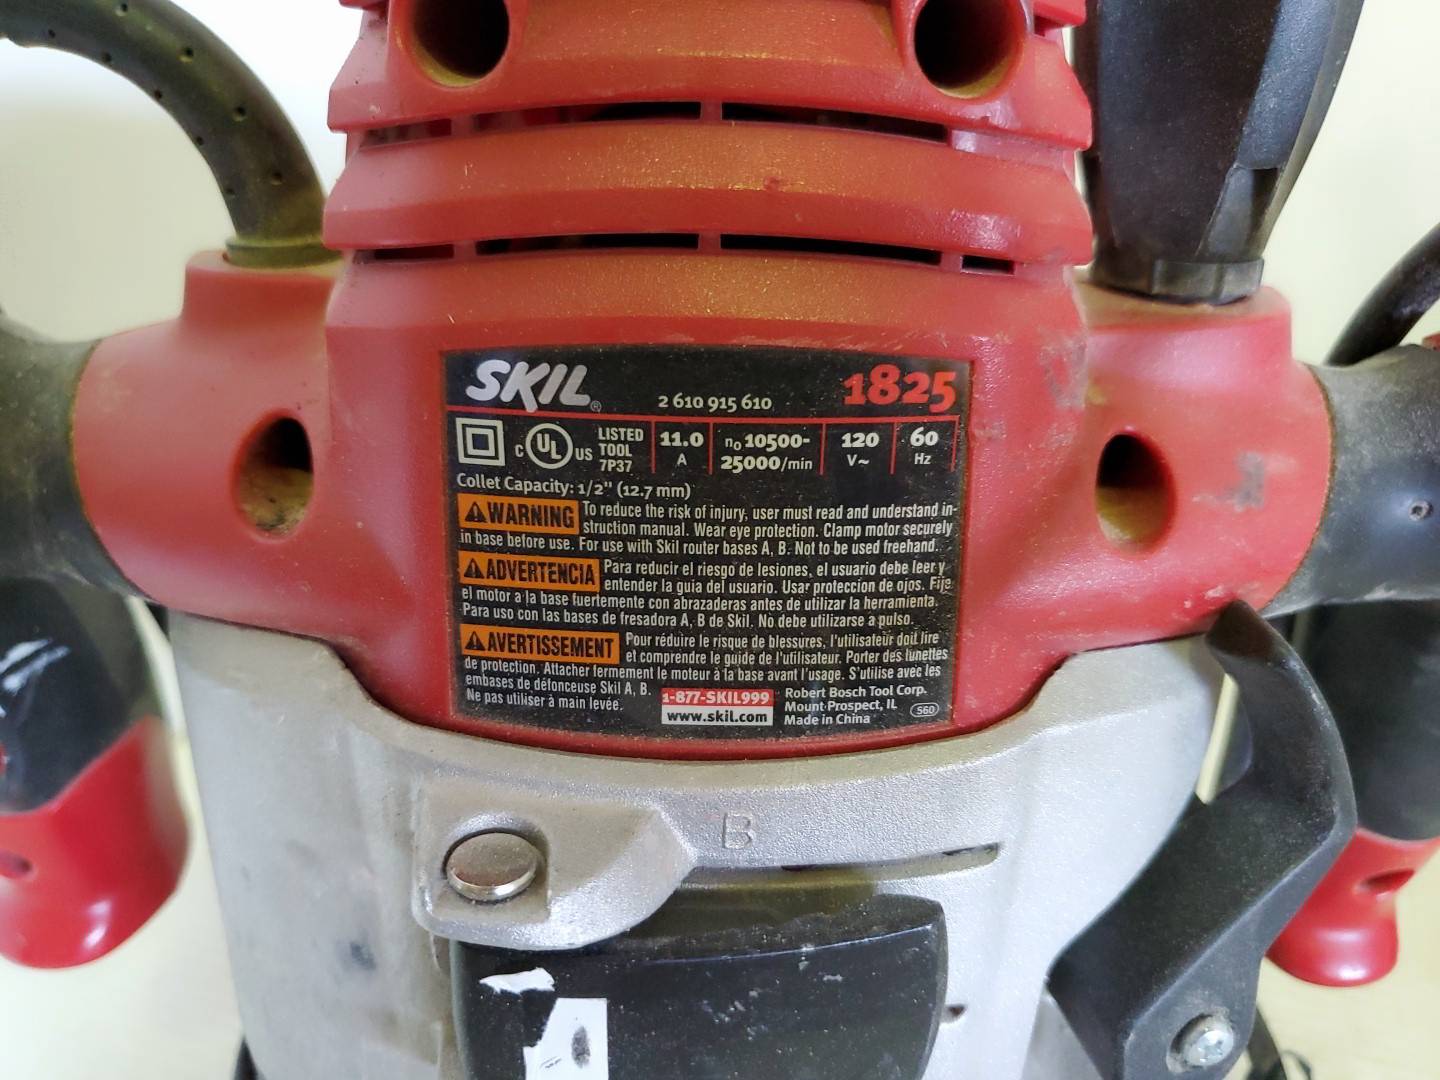 SKIL® 2 610 915 610 1825
C UL US LISTED TOOL 7P37 11.0 A no 10500-25000/min 120 V~ 60 Hz
Collet Capacity: 1/2" (12.7 mm)
WARNING To reduce the risk of injury, user must read and understand in-
struction manual. Wear eye protection. Clamp motor securely
in base before use. For use with Skil router bases A, B. Not to be used freehand.
ADVERTENCIA Para reducir el riesgo de lesiones, el usuario debe leer y
entender la guia del usuario. Usar proteccion de ojos. Fije
el motor a la base fuertemente con abrazaderas antes de utilizar la herramienta.
Para uso con las bases de fresadora A, B de Skil. No debe utilizarse a pulso.
AVERTISSEMENT Pour réduire le risque de blessures, l'utilisateur doit lire
et comprendre le guide de l'utilisateur. Porter des lunettes
de protection. Attacher fermement le moteur à la base avant l'usage. S'utilise avec les
embases de défonceuse Skil A, B.
Ne pas utiliser à main levée.
1-877-SKIL999
www.skil.com
Robert Bosch Tool Corp.
Mount Prospect, IL
Made in China
S60
B